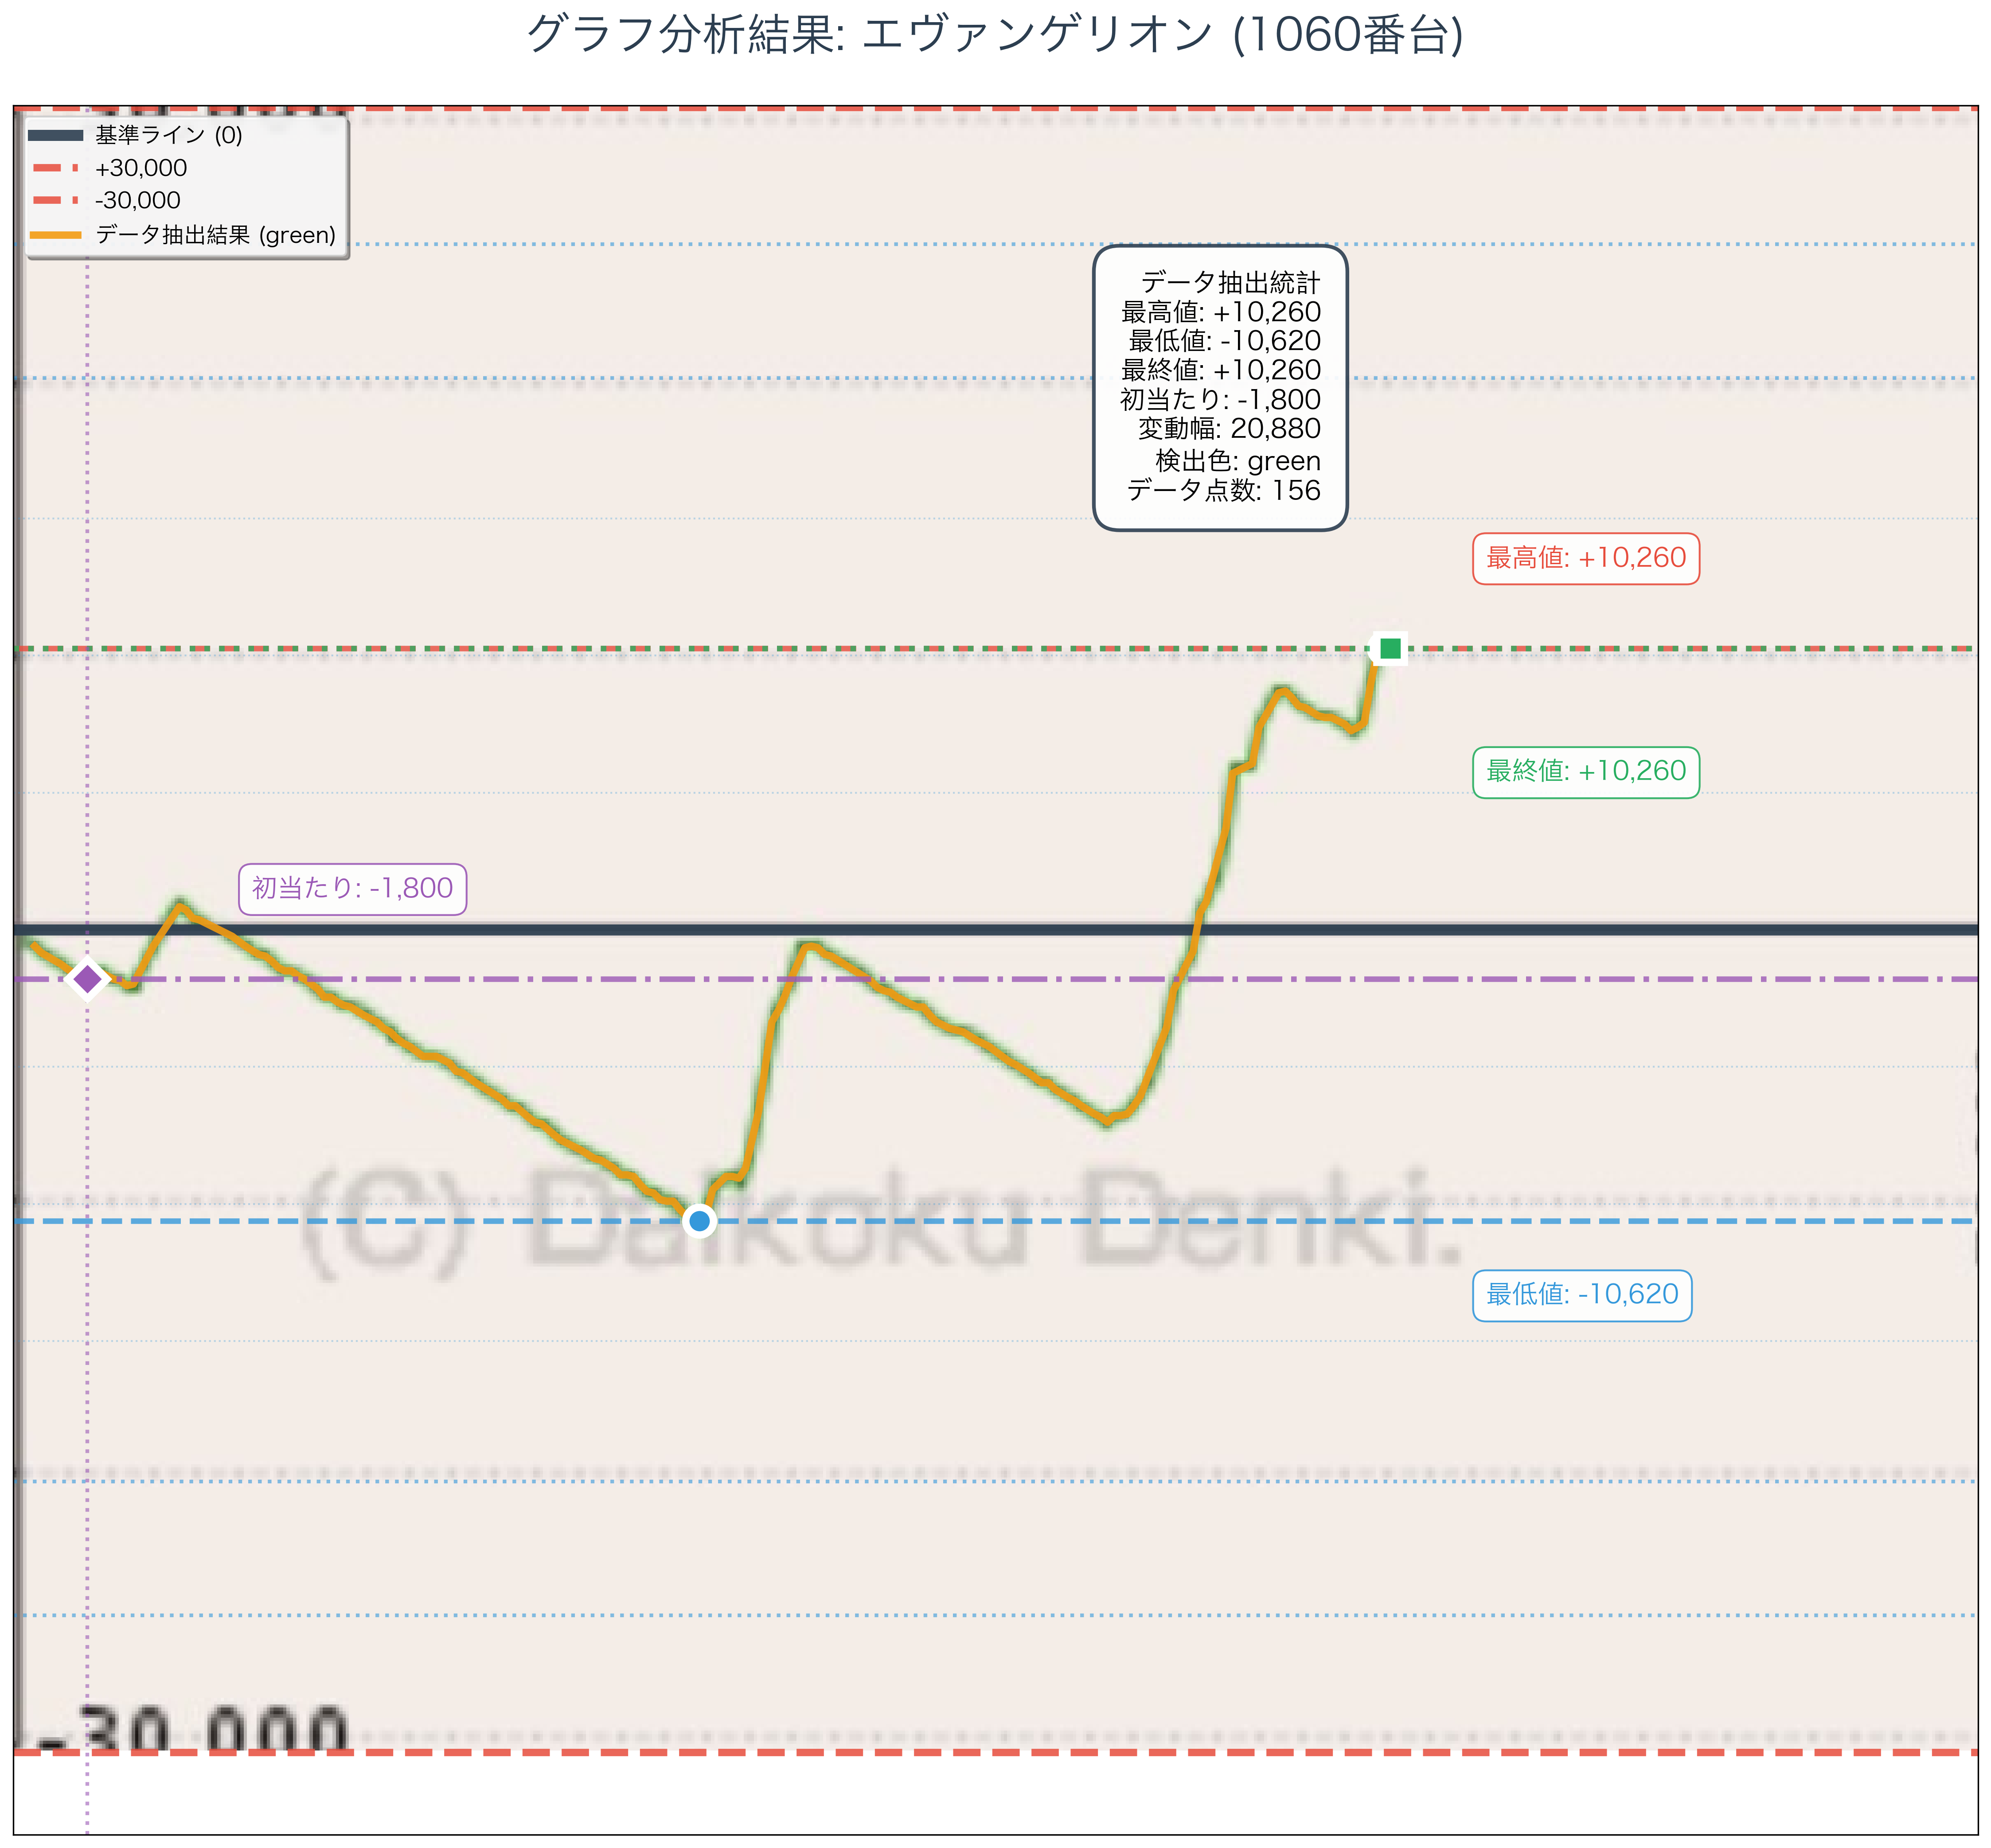 グラフ分析結果: エヴァンゲリオン (1060番台)
基準ライン (0)
+30,000
-30,000
データ抽出結果 (green)
データ抽出統計
最高値: +10,260
最低値: -10,620
最終値: +10,260
初当たり: -1,800
変動幅: 20,880
検出色: green
データ点数: 156
最高値: +10,260
最終値: +10,260
初当たり: -1,800
(C) Daikoku Denki.
最低値: -10,620
-30,000